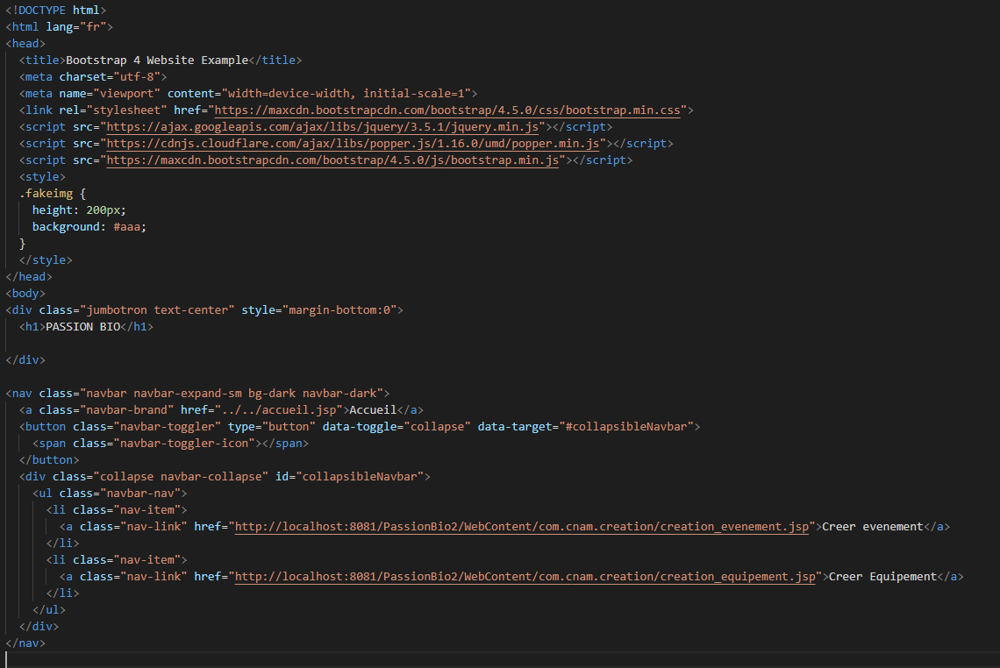 <!DOCTYPE html>
<html lang="fr">
<head>
  <title>Bootstrap 4 Website Example</title>
  <meta charset="utf-8">
  <meta name="viewport" content="width=device-width, initial-scale=1">
  <link rel="stylesheet" href="https://maxcdn.bootstrapcdn.com/bootstrap/4.5.0/css/bootstrap.min.css">
  <script src="https://ajax.googleapis.com/ajax/libs/jquery/3.5.1/jquery.min.js"></script>
  <script src="https://cdnjs.cloudflare.com/ajax/libs/popper.js/1.16.0/umd/popper.min.js"></script>
  <script src="https://maxcdn.bootstrapcdn.com/bootstrap/4.5.0/js/bootstrap.min.js"></script>
  <style>
  .fakeimg {
    height: 200px;
    background: #aaa;
  }
  </style>
</head>
<body>
<div class="jumbotron text-center" style="margin-bottom:0">
  <h1>PASSION BIO</h1>

</div>

<nav class="navbar navbar-expand-sm bg-dark navbar-dark">
  <a class="navbar-brand" href="../../accueil.jsp">Accueil</a>
  <button class="navbar-toggler" type="button" data-toggle="collapse" data-target="#collapsibleNavbar">
    <span class="navbar-toggler-icon"></span>
  </button>
  <div class="collapse navbar-collapse" id="collapsibleNavbar">
    <ul class="navbar-nav">
      <li class="nav-item">
        <a class="nav-link" href="http://localhost:8081/PassionBio2/WebContent/com.cnam.creation/creation_evenement.jsp">Creer evenement</a>
      </li>
      <li class="nav-item">
        <a class="nav-link" href="http://localhost:8081/PassionBio2/WebContent/com.cnam.creation/creation_equipement.jsp">Creer Equipement</a>
      </li>
    </ul>
  </div>
</nav>